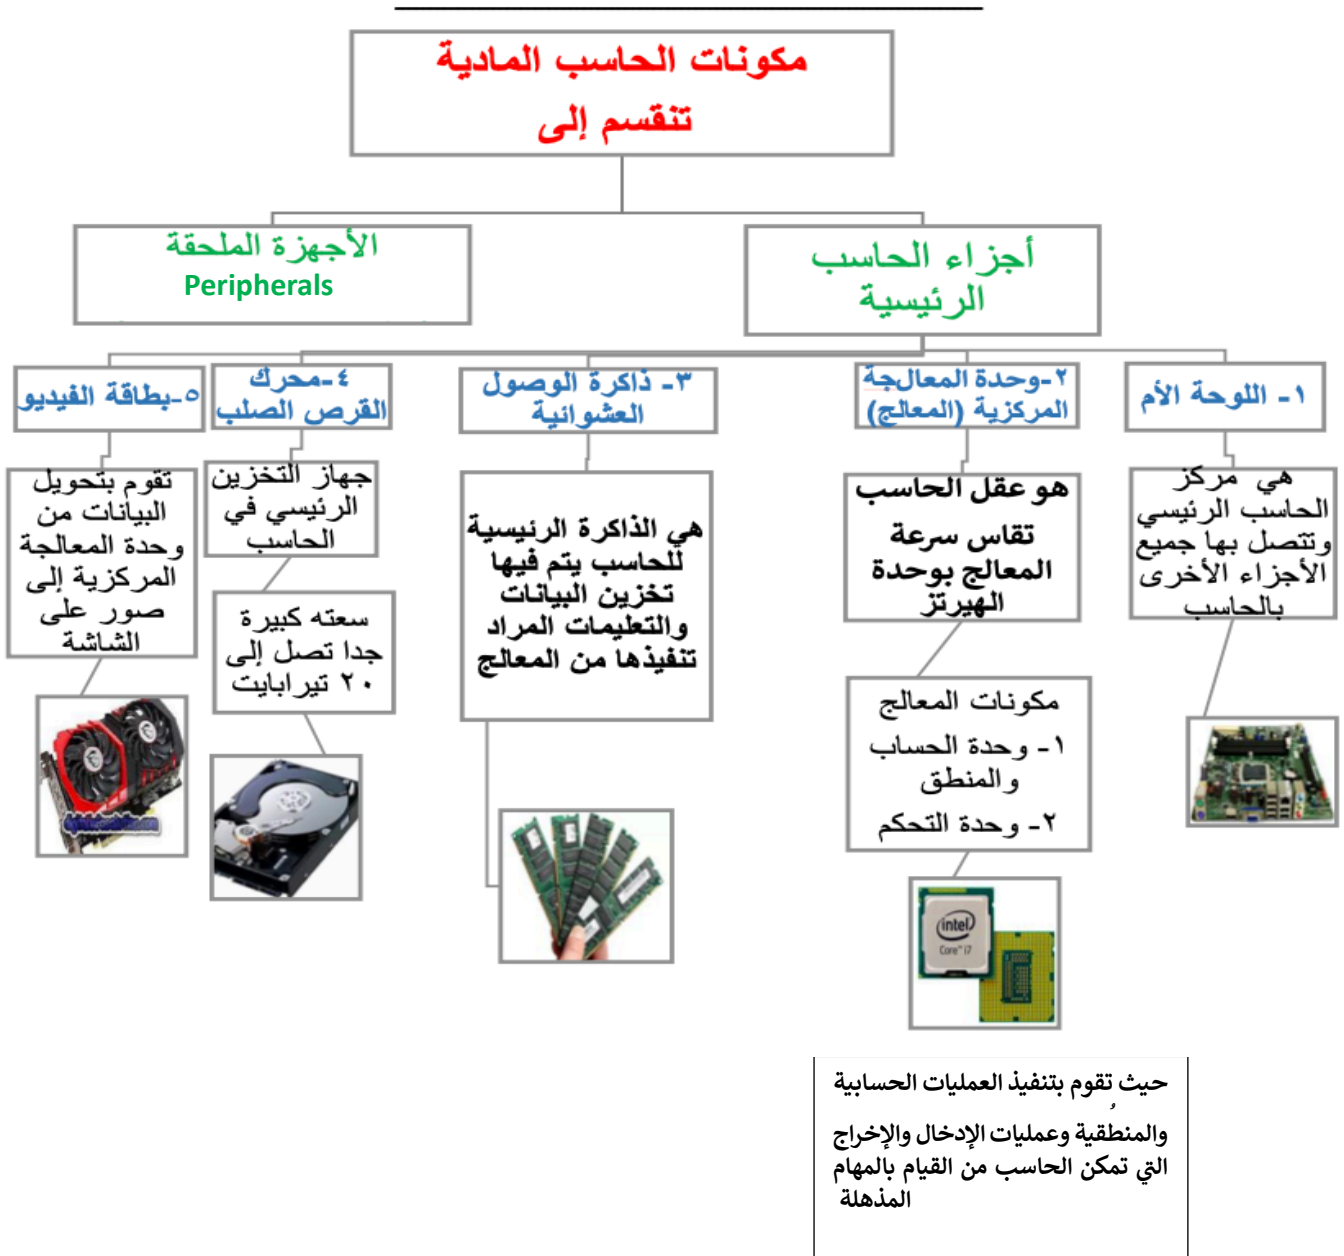 مكونات الحاسب المادية
تنقسم إلى
أجزاء الحاسب
الرئيسية
الأجهزة الملحقة
Peripherals
١- اللوحة الأم
٢-وحدة المعالجة
المركزية (المعالج)
٣- ذاكرة الوصول
العشوائية
٤-محرك
القرص الصلب
٥-بطاقة الفيديو
هي مركز
الحاسب الرئيسي
وتتصل بها جميع
الأجزاء الأخرى
بالحاسب
هو عقل الحاسب
تقاس سرعة
المعالج بوحدة
الهيرتز
مكونات المعالج
١- وحدة الحساب
والمنطق
٢- وحدة التحكم
intel
Core™ i7
حيث تقوم بتنفيذ العمليات الحسابية
والمنطقية وعمليات الإدخال والإخراج
التي تمكن الحاسب من القيام بالمهام
المذهلة
هي الذاكرة الرئيسية
للحاسب يتم فيها
تخزين البيانات
والتعليمات المراد
تنفيذها من المعالج
جهاز التخزين
الرئيسي في
الحاسب
سعته كبيرة
جدا تصل إلى
٢٠ تيرابايت
تقوم بتحويل
البيانات من
وحدة المعالجة
المركزية إلى
صور على
الشاشة